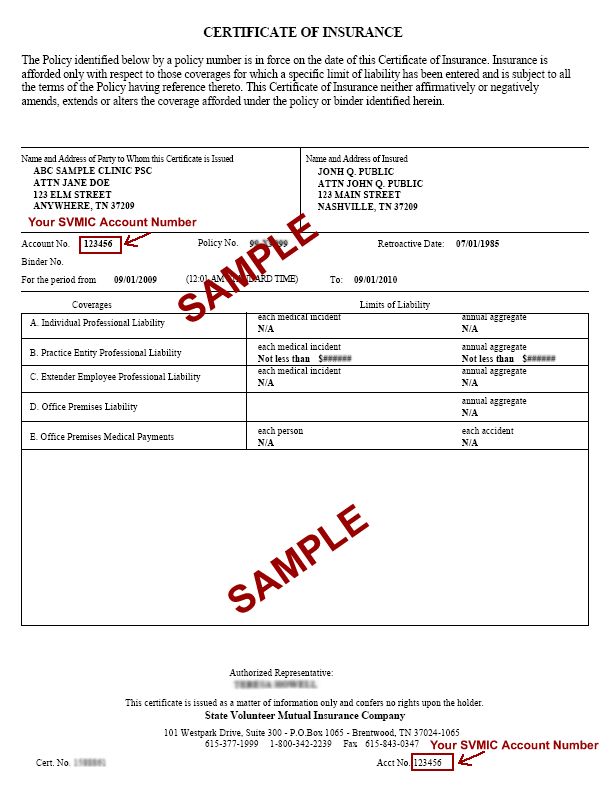 CERTIFICATE OF INSURANCE
The Policy identified below by a policy number is in force on the date of this Certificate of Insurance. Insurance is
afforded only with respect to those coverages for which a specific limit of liability has been entered and is subject to all
the terms of the Policy having reference thereto. This Certificate of Insurance neither affirmatively or negatively
amends, extends or alters the coverage afforded under the policy or binder identified herein.
Name and Address of Party to Whom this Certificate is Issued
ABC SAMPLE CLINIC PSC
ATTN JANE DOE
123 ELM STREET
ANYWHERE, TN 37209
Name and Address of Insured
JONH Q. PUBLIC
ATTN JOHN Q. PUBLIC
123 MAIN STREET
NASHVILLE, TN 37209
Your SVMIC Account Number
Account No. 123456 Policy No. Retroactive Date: 07/01/1985
Binder No.
For the period from 09/01/2009 (12:01 AM STANDARD TIME) To: 09/01/2010
SAMPLE
Coverages Limits of Liability
A. Individual Professional Liability
each medical incident annual aggregate
N/A N/A
B. Practice Entity Professional Liability
each medical incident annual aggregate
Not less than $###### Not less than $######
C. Extender Employee Professional Liability
each medical incident annual aggregate
N/A N/A
D. Office Premises Liability
annual aggregate
N/A
E. Office Premises Medical Payments
each person each accident
N/A N/A
SAMPLE
Authorized Representative:
This certificate is issued as a matter of information only and confers no rights upon the holder.
State Volunteer Mutual Insurance Company
101 Westpark Drive, Suite 300 - P.O.Box 1065 - Brentwood, TN 37024-1065
615-377-1999 1-800-342-2239 Fax 615-843-0347
Your SVMIC Account Number
Cert. No. Acct No. 123456